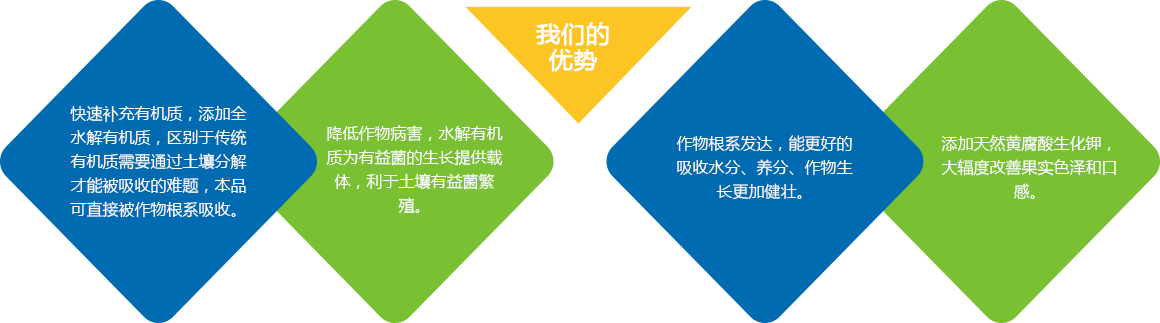 我们的
优势
快速补充有机质，添加全
水解有机质，区别于传统
有机质需要通过土壤分解
才能被吸收的难题，本品
可直接被作物根系吸收。
降低作物病害，水解有机
质为有益菌的生长提供载
体，利于土壤有益菌繁
殖。
作物根系发达，能更好的
吸收水分、养分、作物生
长更加健壮。
添加天然黄腐酸生化钾，
大辐度改善果实色泽和口
感。